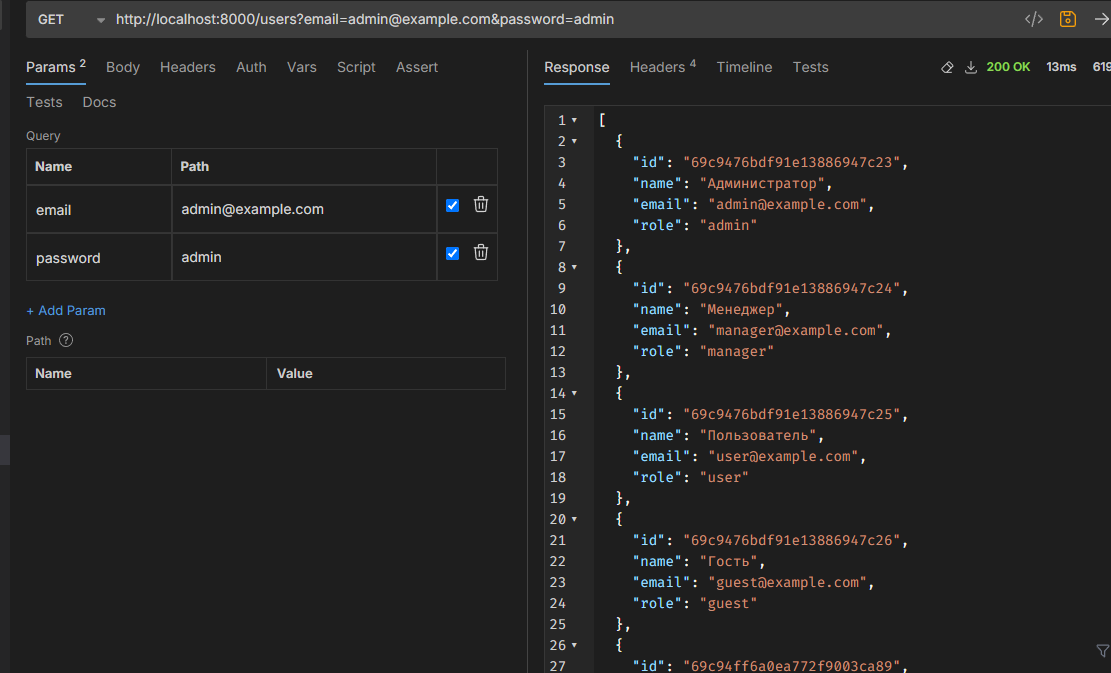 GET http://localhost:8000/users?email=admin@example.com&password=admin </>
Params 2 Body Headers Auth Vars Script Assert
Tests Docs
Query
Name Path
email admin@example.com
password admin
+ Add Param
Path ?
Name Value
Response Headers 4 Timeline Tests 200 OK 13ms 619
1 [
2 {
3 "id": "69c9476bdf91e13886947c23",
4 "name": "Администратор",
5 "email": "admin@example.com",
6 "role": "admin"
7 },
8 {
9 "id": "69c9476bdf91e13886947c24",
10 "name": "Менеджер",
11 "email": "manager@example.com",
12 "role": "manager"
13 },
14 {
15 "id": "69c9476bdf91e13886947c25",
16 "name": "Пользователь",
17 "email": "user@example.com",
18 "role": "user"
19 },
20 {
21 "id": "69c9476bdf91e13886947c26",
22 "name": "Гость",
23 "email": "guest@example.com",
24 "role": "guest"
25 },
26 {
27 "id": "69c94ff6a0ea772f9003ca89",